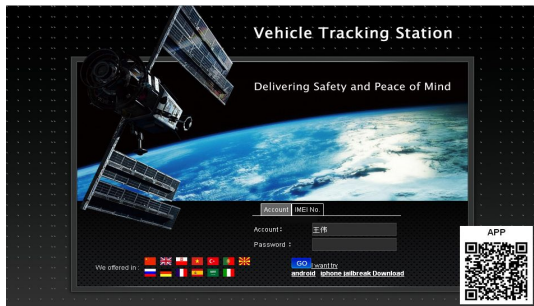 Vehicle Tracking Station
Delivering Safety and Peace of Mind
Account IMEI No.
Account: 王伟
Password :
We offered in :
GO I want try
android iphone jailbreak Download
APP